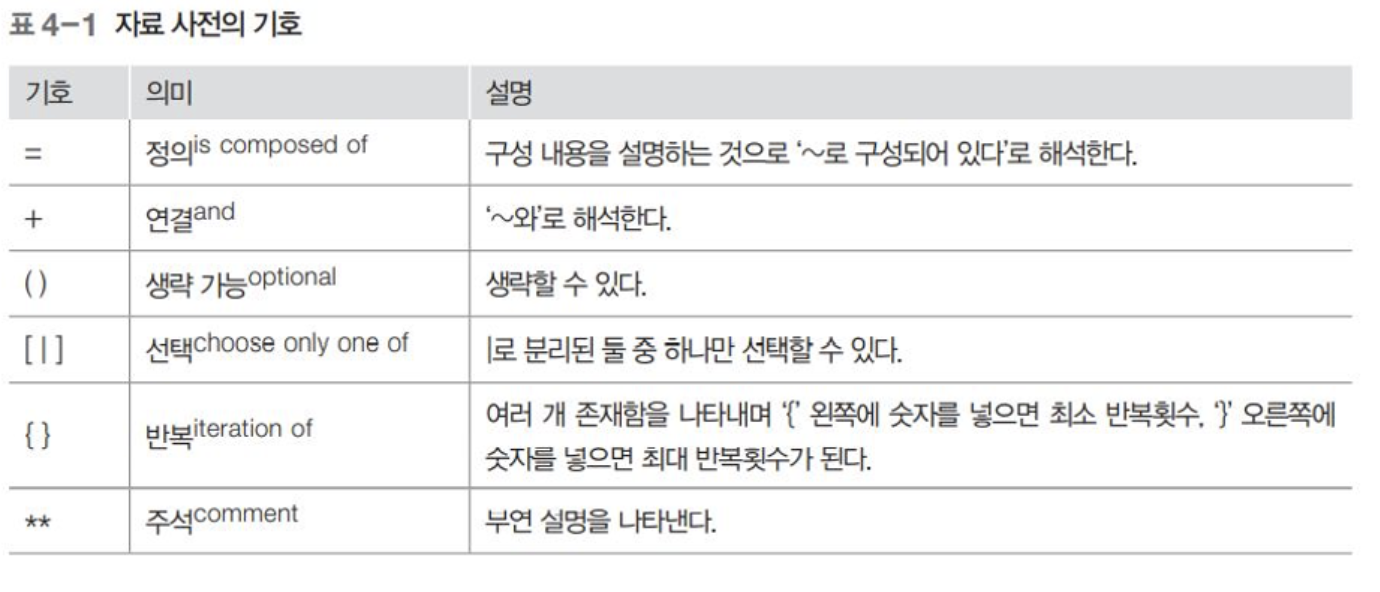 표 4-1 자료 사전의 기호
기호 의미 설명
= 정의is composed of 구성 내용을 설명하는 것으로 ‘~로 구성되어 있다’로 해석한다.
+ 연결and ‘~와’로 해석한다.
( ) 생략 가능optional 생략할 수 있다.
[ | ] 선택choose only one of |로 분리된 둘 중 하나만 선택할 수 있다.
{ } 반복iteration of 여러 개 존재함을 나타내며 ‘{’ 왼쪽에 숫자를 넣으면 최소 반복횟수, ‘}’ 오른쪽에
숫자를 넣으면 최대 반복횟수가 된다.
** 주석comment 부연 설명을 나타낸다.